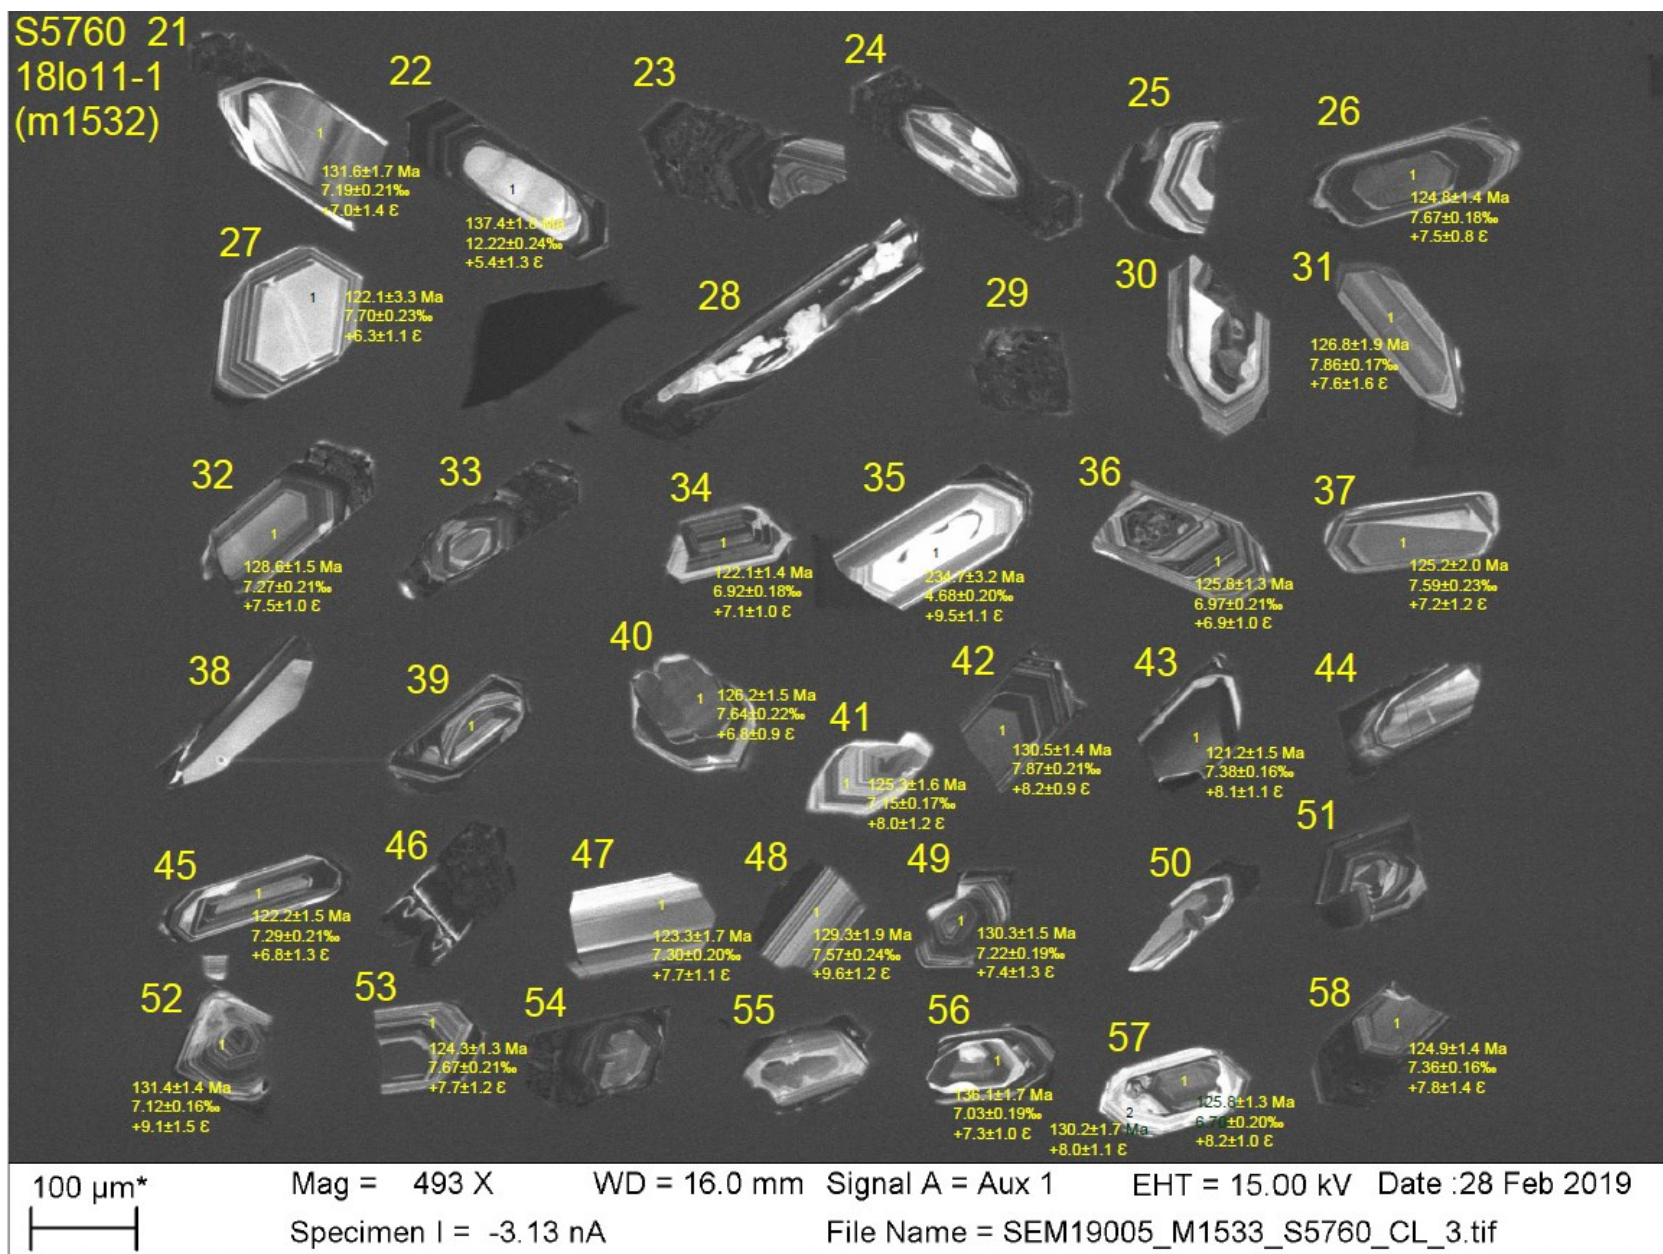 S5760 21
18lo11-1
(m1532)
22
23
24
25
26
1
131.6±1.7 Ma
7.19±0.21‰
+7.0±1.4 Ɛ
1
137.4±1.8 Ma
12.22±0.24‰
+5.4±1.3 Ɛ
1
124.8±1.4 Ma
7.67±0.18‰
+7.5±0.8 Ɛ
27
1
122.1±3.3 Ma
7.70±0.23‰
+6.3±1.1 Ɛ
28
29
30
31
1
126.8±1.9 Ma
7.86±0.17‰
+7.6±1.6 Ɛ
32
1
128.6±1.5 Ma
7.27±0.21‰
+7.5±1.0 Ɛ
33
34
1
122.1±1.4 Ma
6.92±0.18‰
+7.1±1.0 Ɛ
35
1
234.7±3.2 Ma
4.68±0.20‰
+9.5±1.1 Ɛ
36
1
125.8±1.3 Ma
6.97±0.21‰
+6.9±1.0 Ɛ
37
1
125.2±2.0 Ma
7.59±0.23‰
+7.2±1.2 Ɛ
38
39
1
40
1
126.2±1.5 Ma
7.64±0.22‰
+6.8±0.9 Ɛ
41
1
125.3±1.6 Ma
7.15±0.17‰
+8.0±1.2 Ɛ
42
1
130.5±1.4 Ma
7.87±0.21‰
+8.2±0.9 Ɛ
43
1
121.2±1.5 Ma
7.38±0.16‰
+8.1±1.1 Ɛ
44
45
1
122.2±1.5 Ma
7.29±0.21‰
+6.8±1.3 Ɛ
46
47
1
123.3±1.7 Ma
7.30±0.20‰
+7.7±1.1 Ɛ
48
1
129.3±1.9 Ma
7.57±0.24‰
+9.6±1.2 Ɛ
49
1
130.3±1.5 Ma
7.22±0.19‰
+7.4±1.3 Ɛ
50
51
52
1
131.4±1.4 Ma
7.12±0.16‰
+9.1±1.5 Ɛ
53
1
124.3±1.3 Ma
7.67±0.21‰
+7.7±1.2 Ɛ
54
55
56
1
136.1±1.7 Ma
7.03±0.19‰
+7.3±1.0 Ɛ
57
1
125.8±1.3 Ma
6.70±0.20‰
+8.2±1.0 Ɛ
2
130.2±1.7 Ma
+8.0±1.1 Ɛ
58
1
124.9±1.4 Ma
7.36±0.16‰
+7.8±1.4 Ɛ
100 µm* Mag = 493 X WD = 16.0 mm Signal A = Aux 1 EHT = 15.00 kV Date :28 Feb 2019
Specimen I = -3.13 nA File Name = SEM19005_M1533_S5760_CL_3.tif